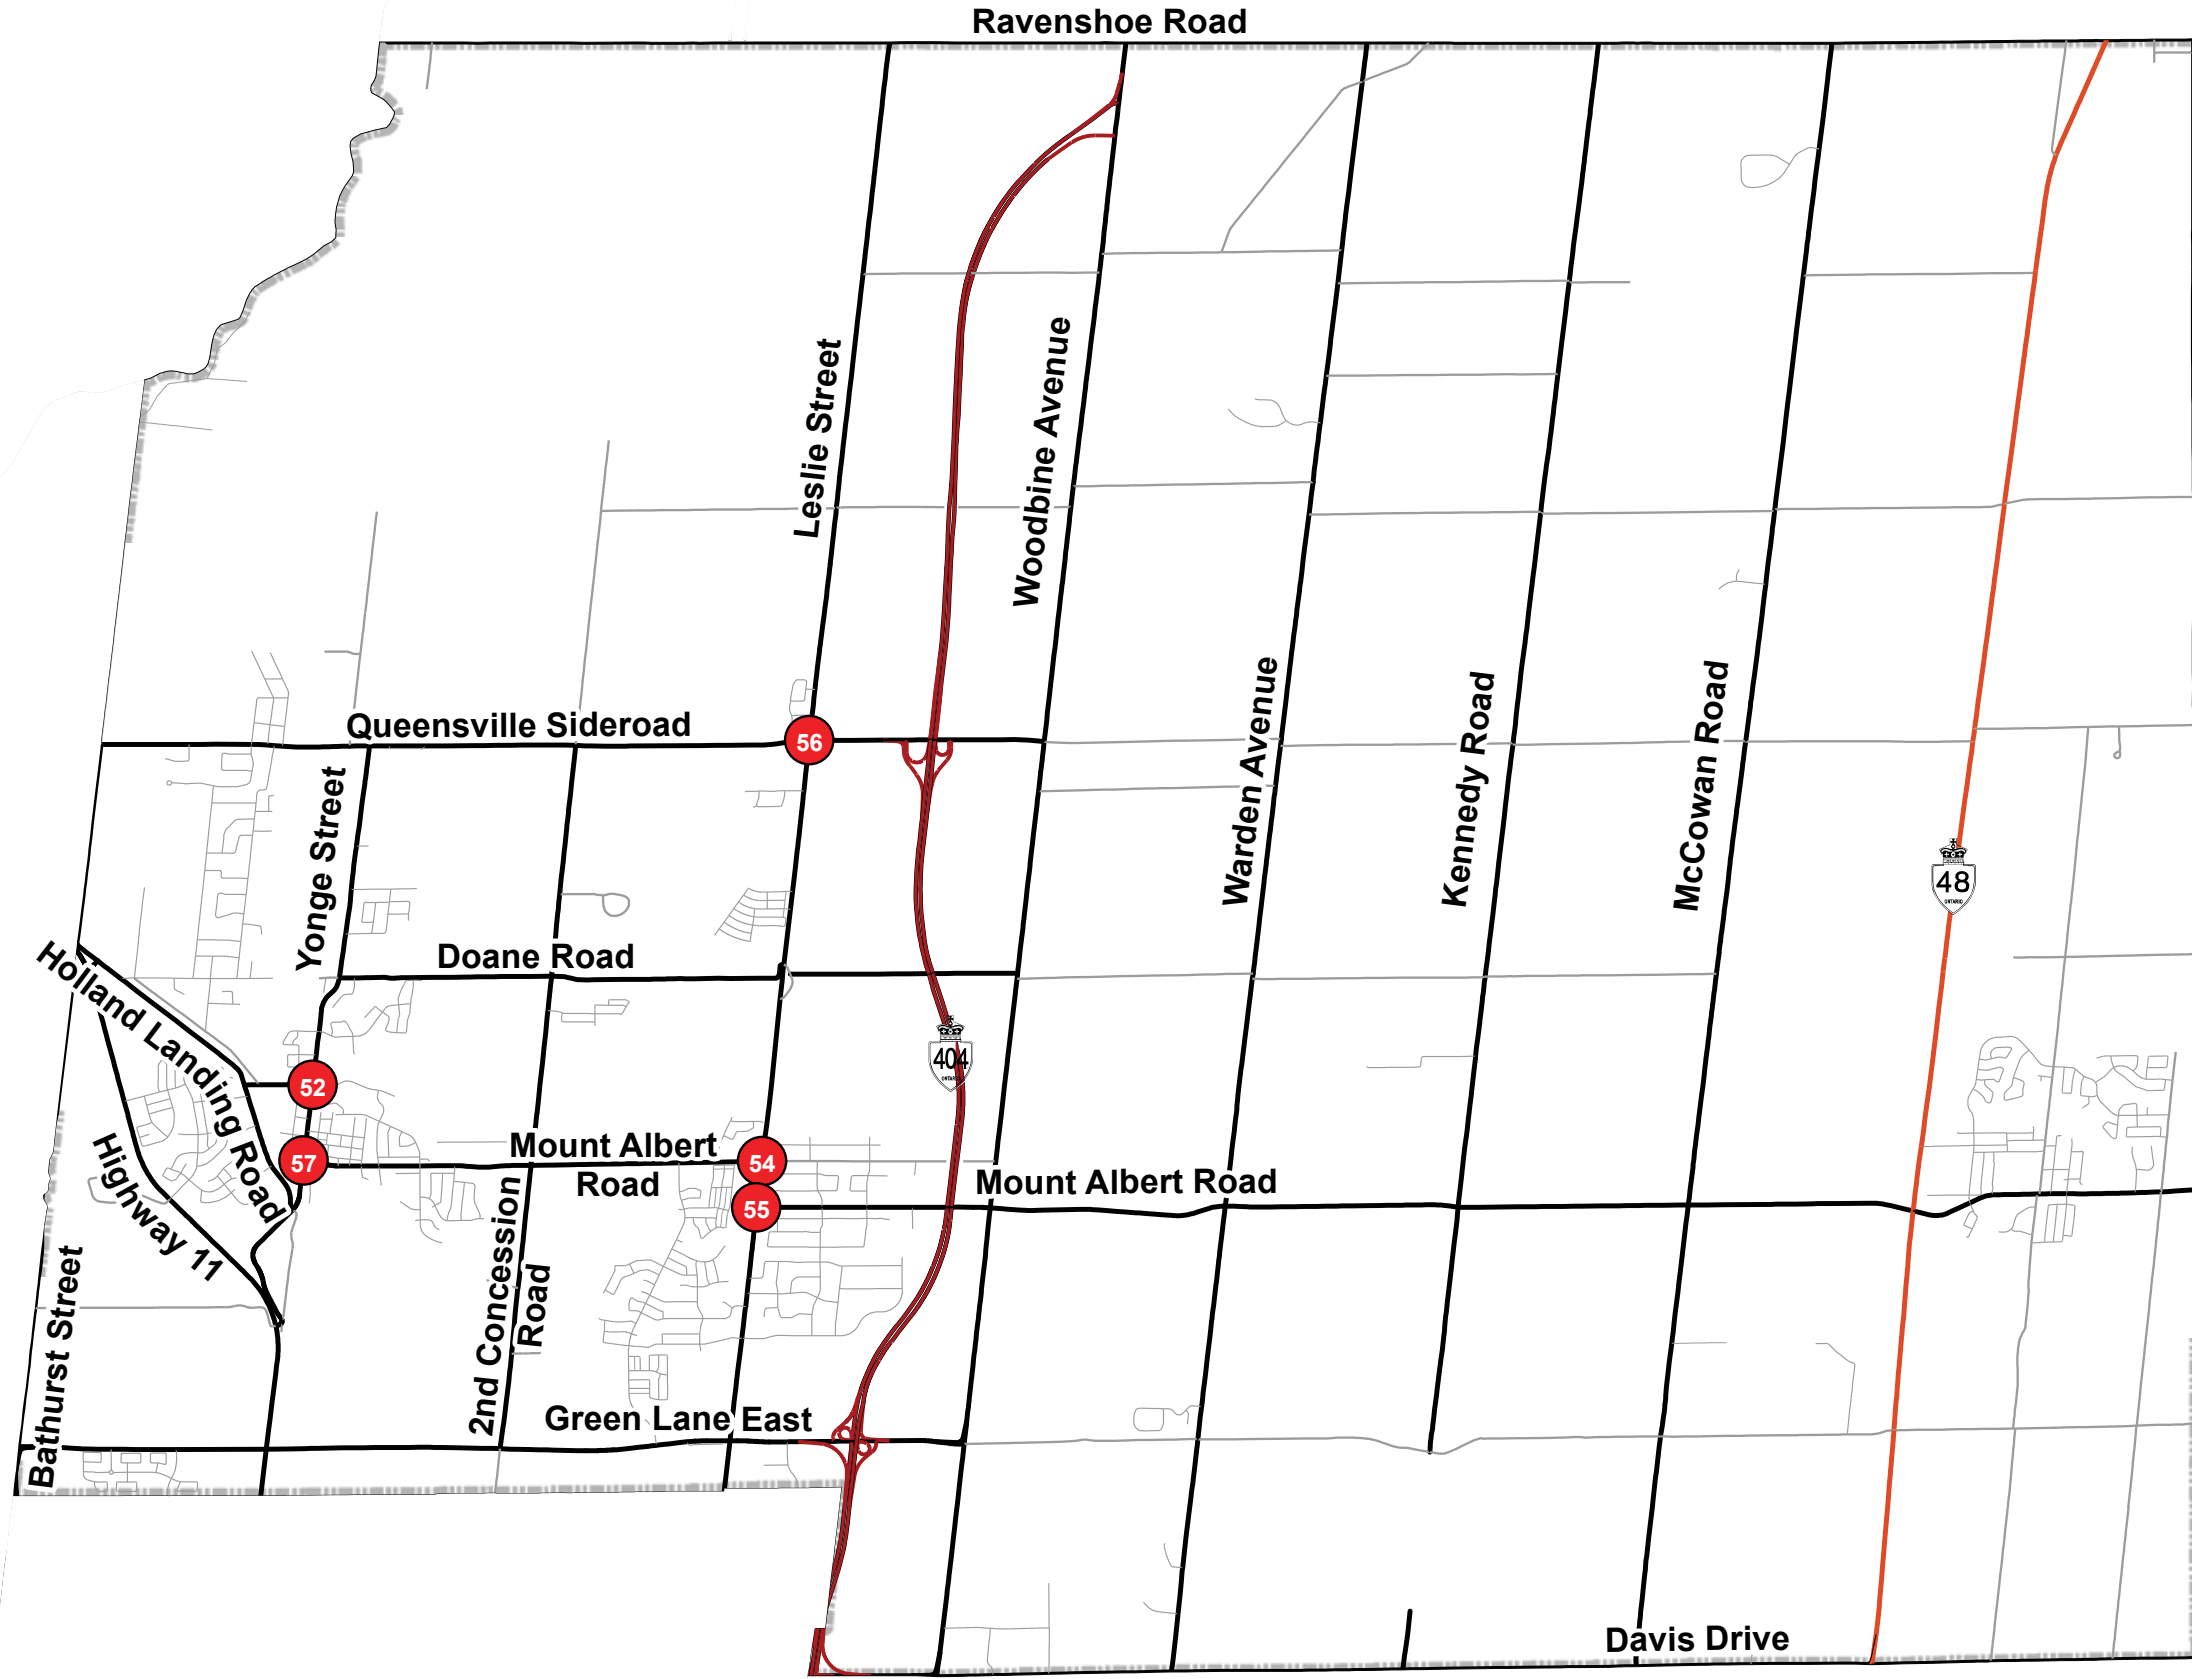 Ravenshoe Road
Leslie Street
Woodbine Avenue
Queensville Sideroad
56
Yonge Street
Warden Avenue
Kennedy Road
McCowan Road
48
ONTARIO
Doane Road
Holland Landing Road
404
ONTARIO
52
57
Mount Albert
Road
54
55
Mount Albert Road
Highway 11
2nd Concession
Road
Bathurst Street
Green Lane East
Davis Drive